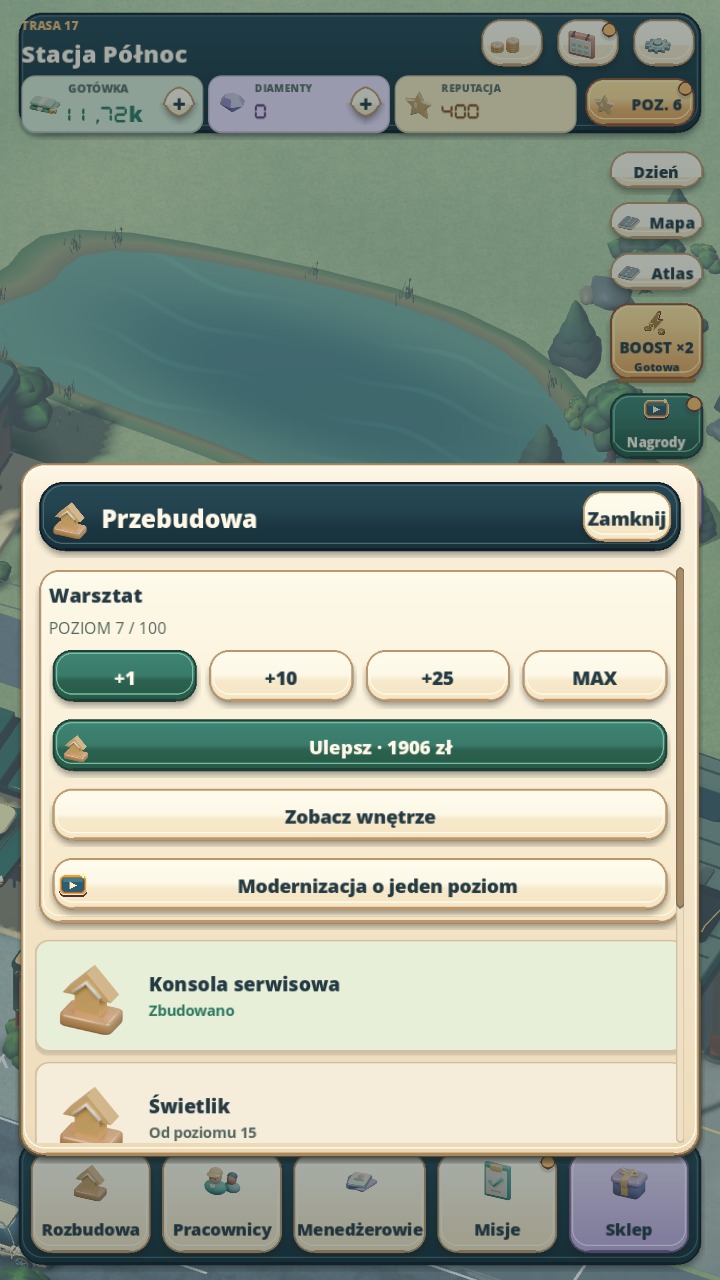 TRASA 17
Stacja Północ
GOTÓWKA
11,72k
DIAMENTY
0
REPUTACJA
400
POZ. 6
Dzień
Mapa
Atlas
BOOST ×2
Gotowa
Nagrody
Przebudowa
Zamknij
Warsztat
POZIOM 7 / 100
+1
+10
+25
MAX
Ulepsz · 1906 zł
Zobacz wnętrze
Modernizacja o jeden poziom
Konsola serwisowa
Zbudowano
Świetlik
Od poziomu 15
Rozbudowa
Pracownicy
Menedżerowie
Misje
Sklep